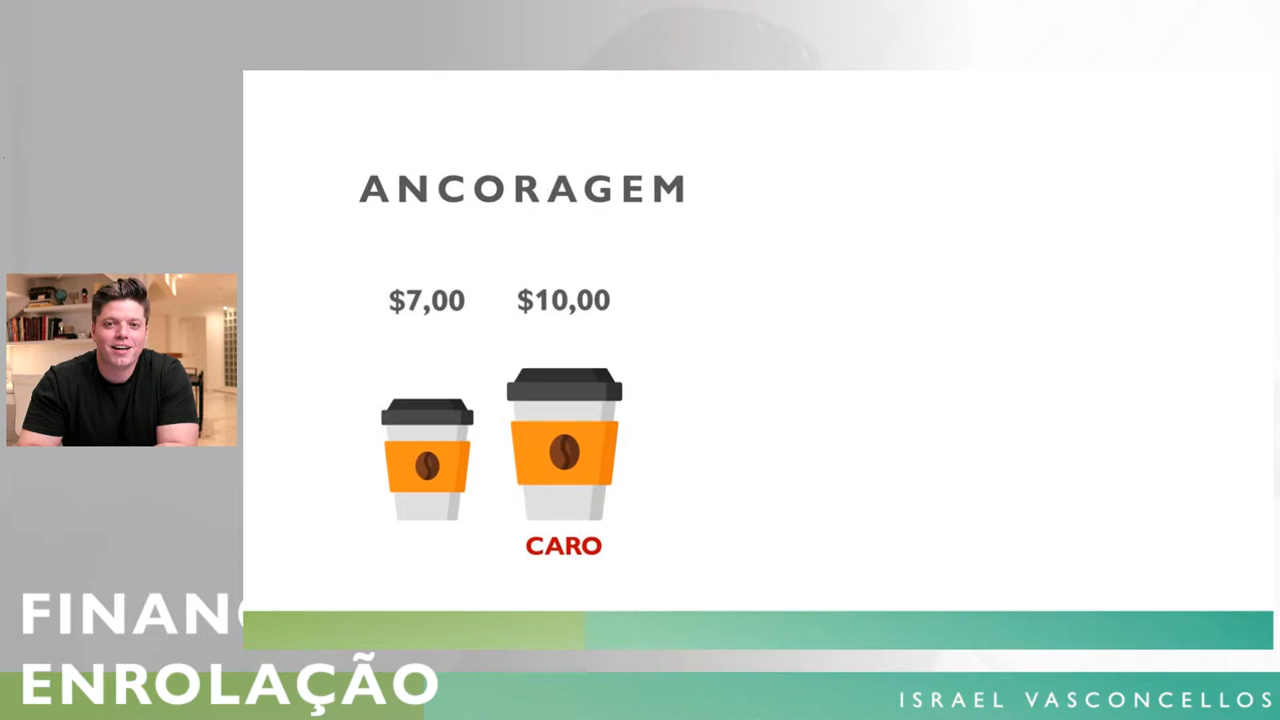 ANCORAGEM
$7,00 $10,00
CARO
ENROLAÇÃO
ISRAEL VASCONCELLOS